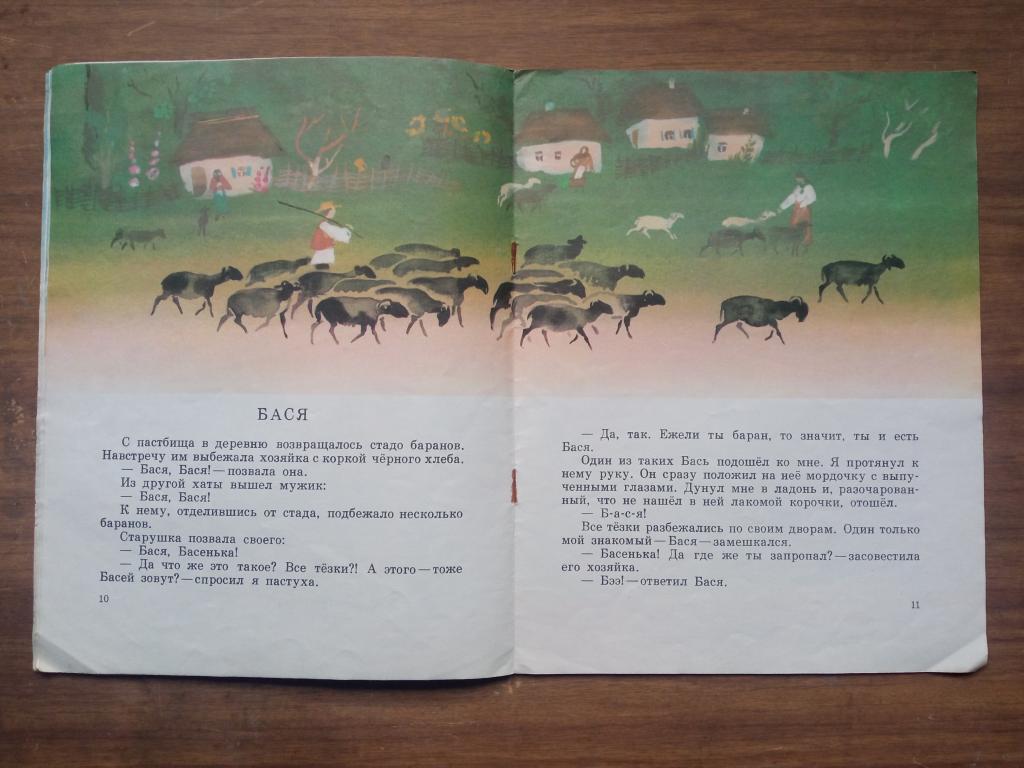 БАСЯ
С пастбища в деревню возвращалось стадо баранов.
Навстречу им выбежала хозяйка с коркой чёрного хлеба.
— Бася, Бася! — позвала она.
Из другой хаты вышел мужик:
— Бася, Бася!
К нему, отделившись от стада, подбежало несколько
баранов.
Старушка позвала своего:
— Бася, Басенька!
— Да что же это такое? Все тёзки?! А этого — тоже
Басей зовут? — спросил я пастуха.
10
— Да, так. Ежели ты баран, то значит, ты и есть
Бася.
Один из таких Бась подошёл ко мне. Я протянул к
нему руку. Он сразу положил на неё мордочку с выпу-
ченными глазами. Дунул мне в ладонь и, разочарован-
ный, что не нашёл в ней лакомой корочки, отошёл.
— Б-а-с-я!
Все тёзки разбежались по своим дворам. Один только
мой знакомый — Бася — замешкался.
— Басенька! Да где же ты запропал? — засовестила
его хозяйка.
— Бээ! — ответил Бася.
11